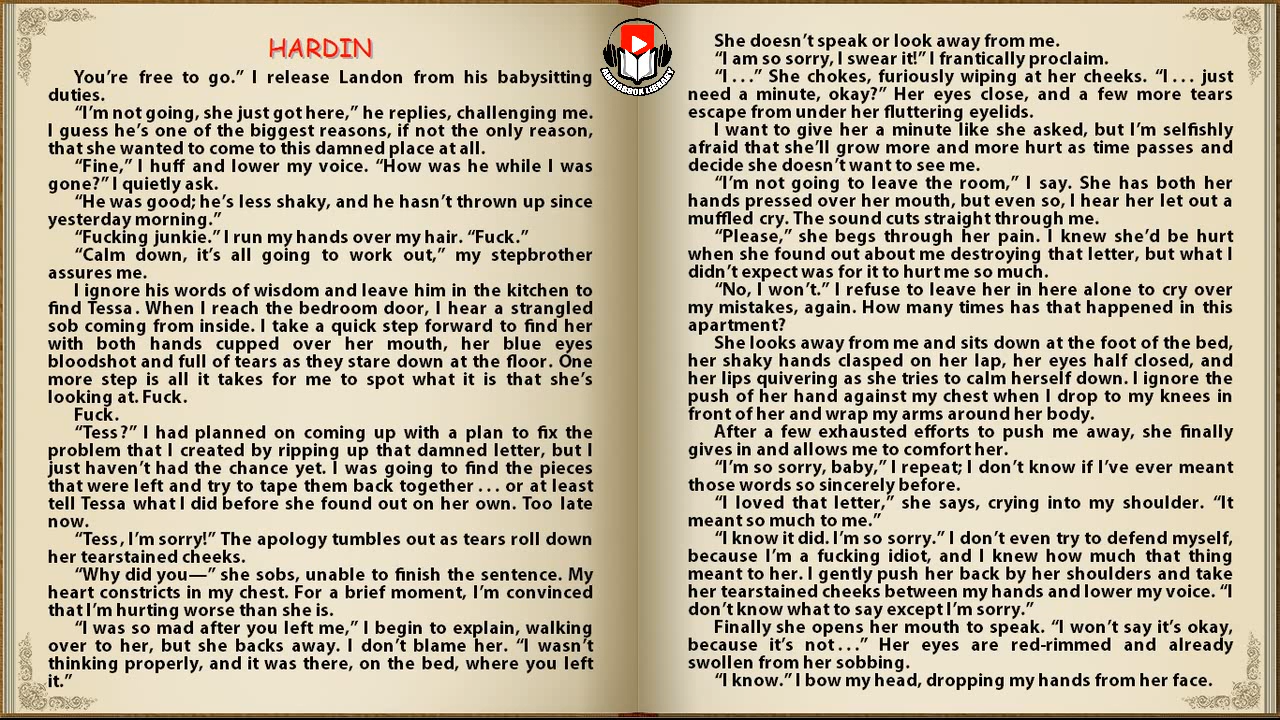 HARDIN
You’re free to go.” I release Landon from his babysitting
duties.
“I’m not going, she just got here,” he replies, challenging me.
I guess he’s one of the biggest reasons, if not the only reason,
that she wanted to come to this damned place at all.
“Fine,” I huff and lower my voice. “How was he while I was
gone?” I quietly ask.
“He was good; he’s less shaky, and he hasn’t thrown up since
yesterday morning.”
“Fucking junkie.” I run my hands over my hair. “Fuck.”
“Calm down, it’s all going to work out,” my stepbrother
assures me.
I ignore his words of wisdom and leave him in the kitchen to
find Tessa. When I reach the bedroom door, I hear a strangled
sob coming from inside. I take a quick step forward to find her
with both hands cupped over her mouth, her blue eyes
bloodshot and full of tears as they stare down at the floor. One
more step is all it takes for me to spot what it is that she’s
looking at. Fuck.
Fuck.
“Tess?” I had planned on coming up with a plan to fix the
problem that I created by ripping up that damned letter, but I
just haven’t had the chance yet. I was going to find the pieces
that were left and try to tape them back together . . . or at least
tell Tessa what I did before she found out on her own. Too late
now.
“Tess, I’m sorry!” The apology tumbles out as tears roll down
her tearstained cheeks.
“Why did you—” she sobs, unable to finish the sentence. My
heart constricts in my chest. For a brief moment, I’m convinced
that I’m hurting worse than she is.
“I was so mad after you left me,” I begin to explain, walking
over to her, but she backs away. I don’t blame her. “I wasn’t
thinking properly, and it was there, on the bed, where you left
it.”
AUDIOBOOK LIBRARY
She doesn’t speak or look away from me.
“I am so sorry, I swear it!” I frantically proclaim.
“I . . .” She chokes, furiously wiping at her cheeks. “I . . . just
need a minute, okay?” Her eyes close, and a few more tears
escape from under her fluttering eyelids.
I want to give her a minute like she asked, but I’m selfishly
afraid that she’ll grow more and more hurt as time passes and
decide she doesn’t want to see me.
“I’m not going to leave the room,” I say. She has both her
hands pressed over her mouth, but even so, I hear her let out a
muffled cry. The sound cuts straight through me.
“Please,” she begs through her pain. I knew she’d be hurt
when she found out about me destroying that letter, but what I
didn’t expect was for it to hurt me so much.
“No, I won’t.” I refuse to leave her in here alone to cry over
my mistakes, again. How many times has that happened in this
apartment?
She looks away from me and sits down at the foot of the bed,
her shaky hands clasped on her lap, her eyes half closed, and
her lips quivering as she tries to calm herself down. I ignore the
push of her hand against my chest when I drop to my knees in
front of her and wrap my arms around her body.
After a few exhausted efforts to push me away, she finally
gives in and allows me to comfort her.
“I’m so sorry, baby,” I repeat; I don’t know if I’ve ever meant
those words so sincerely before.
“I loved that letter,” she says, crying into my shoulder. “It
meant so much to me.”
“I know it did. I’m so sorry.” I don’t even try to defend myself,
because I’m a fucking idiot, and I knew how much that thing
meant to her. I gently push her back by her shoulders and take
her tearstained cheeks between my hands and lower my voice. “I
don’t know what to say except I’m sorry.”
Finally she opens her mouth to speak. “I won’t say it’s okay,
because it’s not . . .” Her eyes are red-rimmed and already
swollen from her sobbing.
“I know.” I bow my head, dropping my hands from her face.